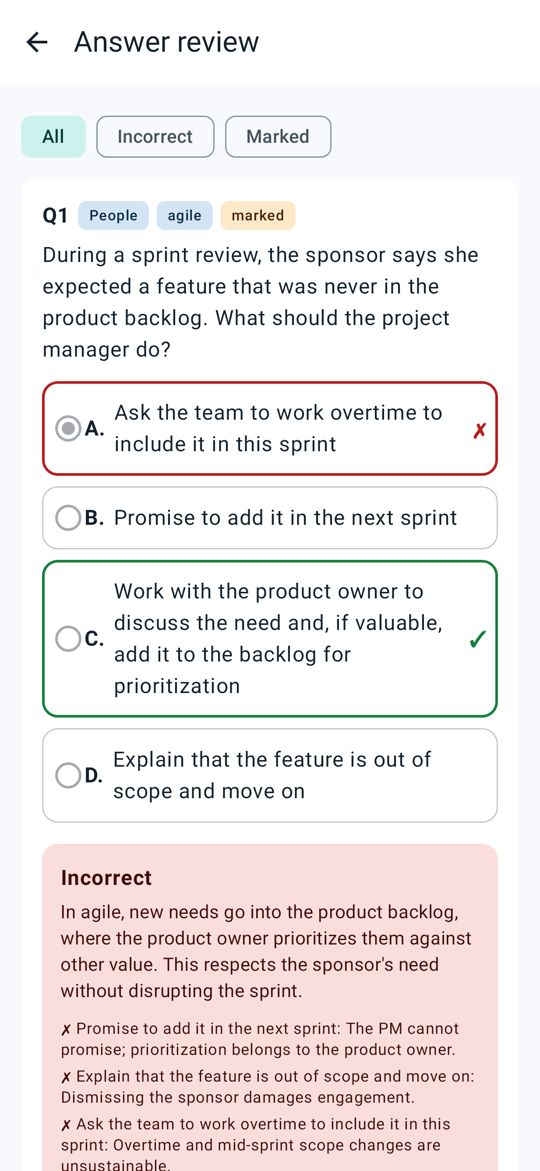 Answer review
All
Incorrect
Marked
Q1 People agile marked
During a sprint review, the sponsor says she
expected a feature that was never in the
product backlog. What should the project
manager do?
A. Ask the team to work overtime to
include it in this sprint ✗
B. Promise to add it in the next sprint
C. Work with the product owner to
discuss the need and, if valuable,
add it to the backlog for
prioritization ✓
D. Explain that the feature is out of
scope and move on
Incorrect
In agile, new needs go into the product backlog,
where the product owner prioritizes them against
other value. This respects the sponsor's need
without disrupting the sprint.
✗ Promise to add it in the next sprint: The PM cannot
promise; prioritization belongs to the product owner.
✗ Explain that the feature is out of scope and move on:
Dismissing the sponsor damages engagement.
✗ Ask the team to work overtime to include it in this
sprint: Overtime and mid-sprint scope changes are
unsustainable.